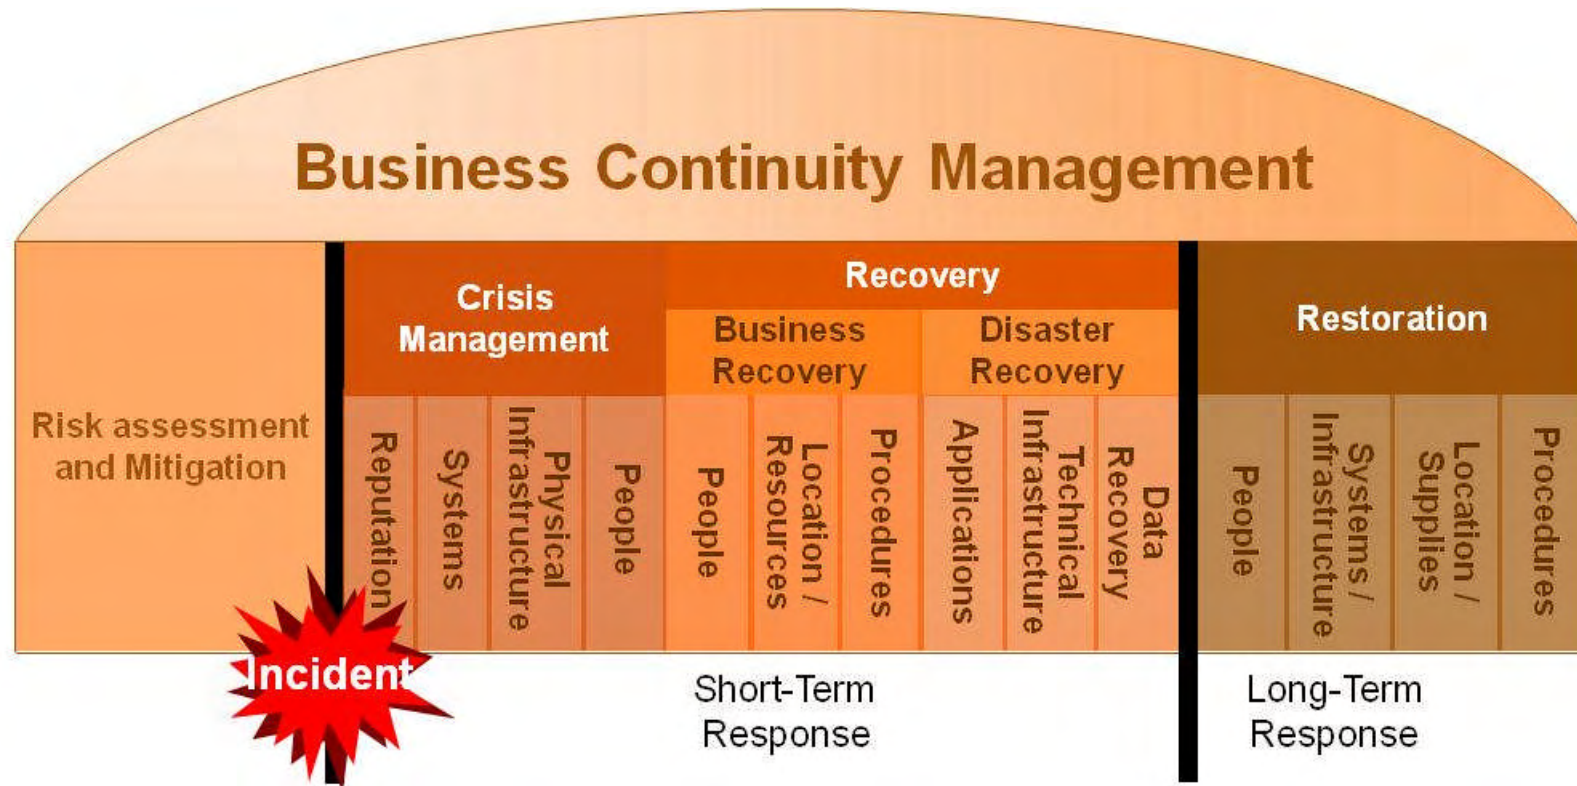 Business Continuity Management
Risk assessment
and Mitigation
Crisis
Management
Reputation
Systems
Physical
Infrastructure
People
Recovery
Business
Recovery
People
Location /
Resources
Procedures
Disaster
Recovery
Applications
Technical
Infrastructure
Data
Recovery
Restoration
People
Systems /
Infrastructure
Location /
Supplies
Procedures
Incident
Short-Term
Response
Long-Term
Response